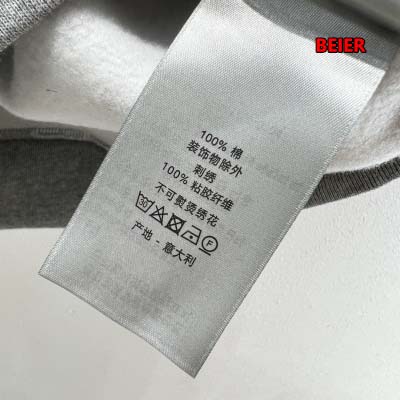 BEIER
100% 棉
装饰物除外
刺绣
100% 粘胶纤维
不可熨烫绣花
产地 - 意大利